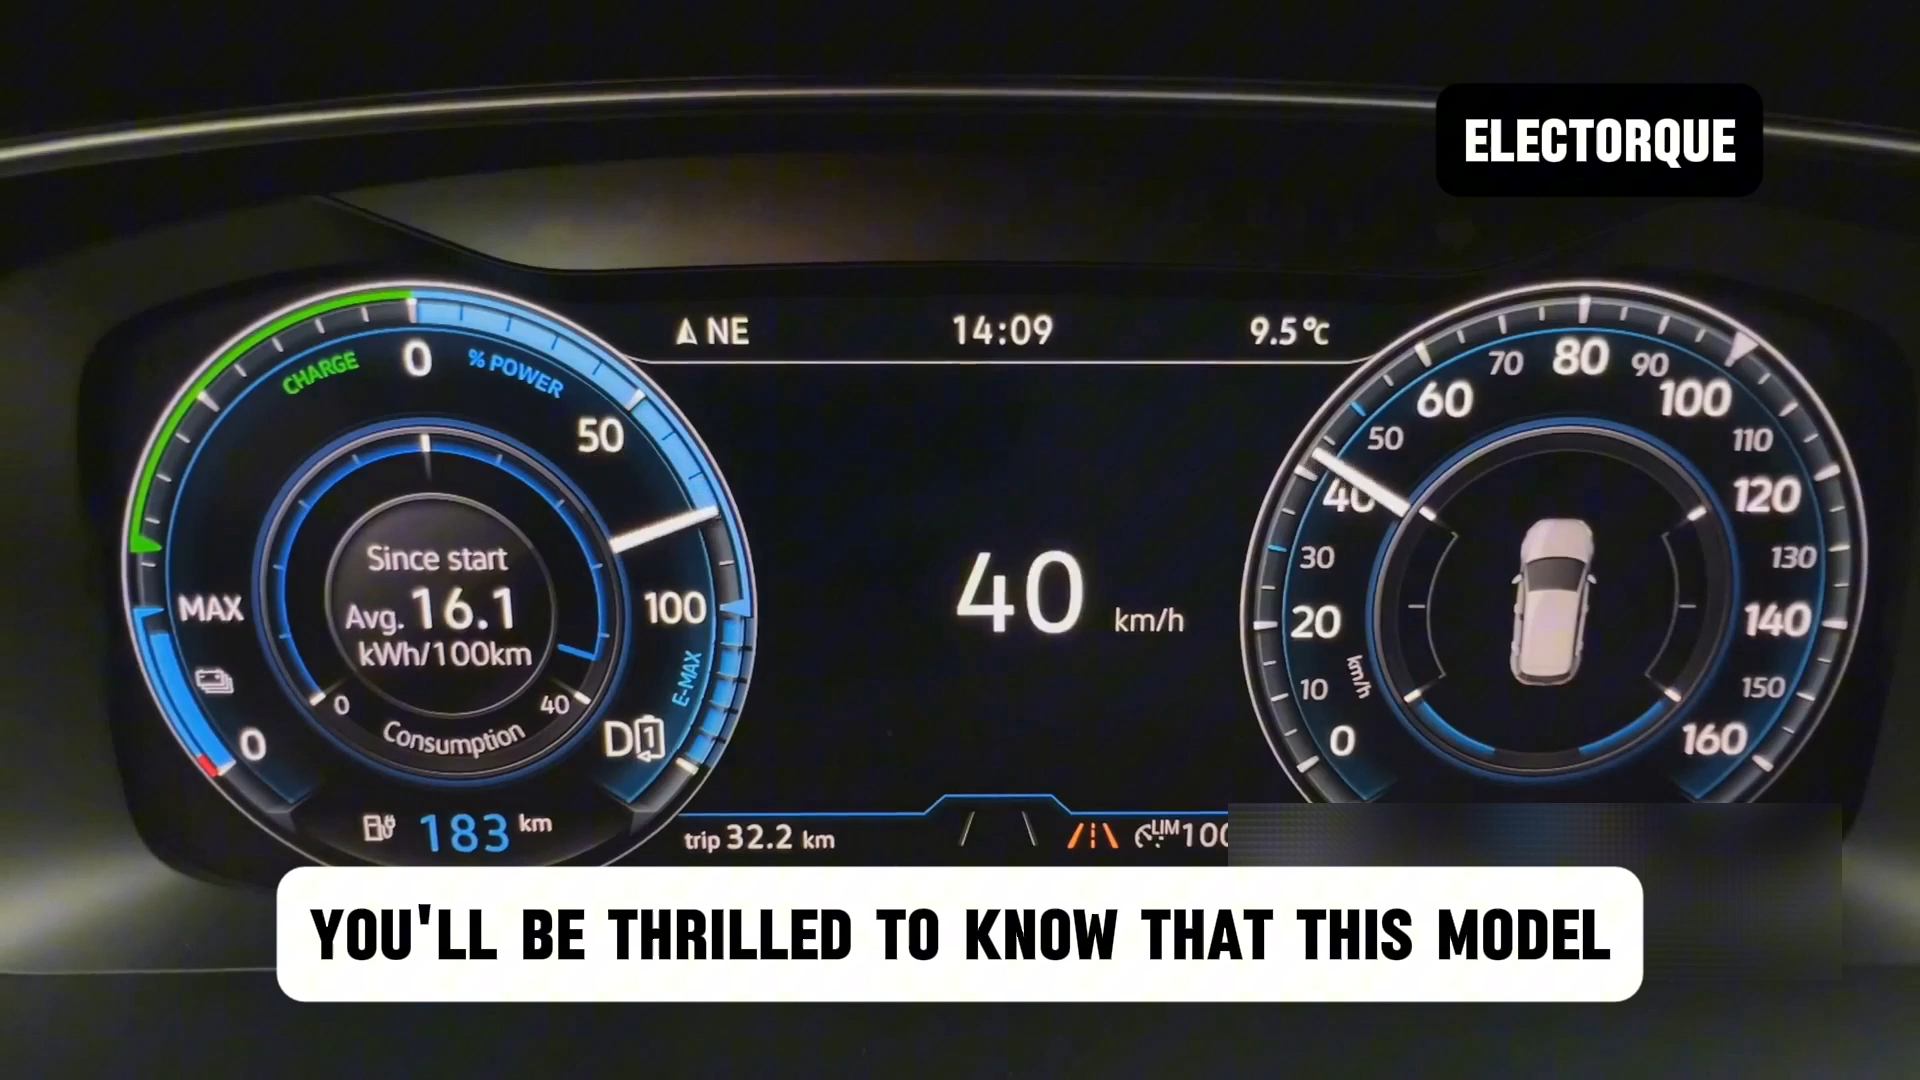 ELECTORQUE
NE
14:09
9.5°C
CHARGE
0
% POWER
50
100
E-MAX
MAX
0
Since start
Avg. 16.1
kWh/100km
0
40
Consumption
D1
183 km
40 km/h
trip 32.2 km
LIM 100
0
10
20
30
40
50
60
70
80
90
100
110
120
130
140
150
160
km/h
YOU'LL BE THRILLED TO KNOW THAT THIS MODEL